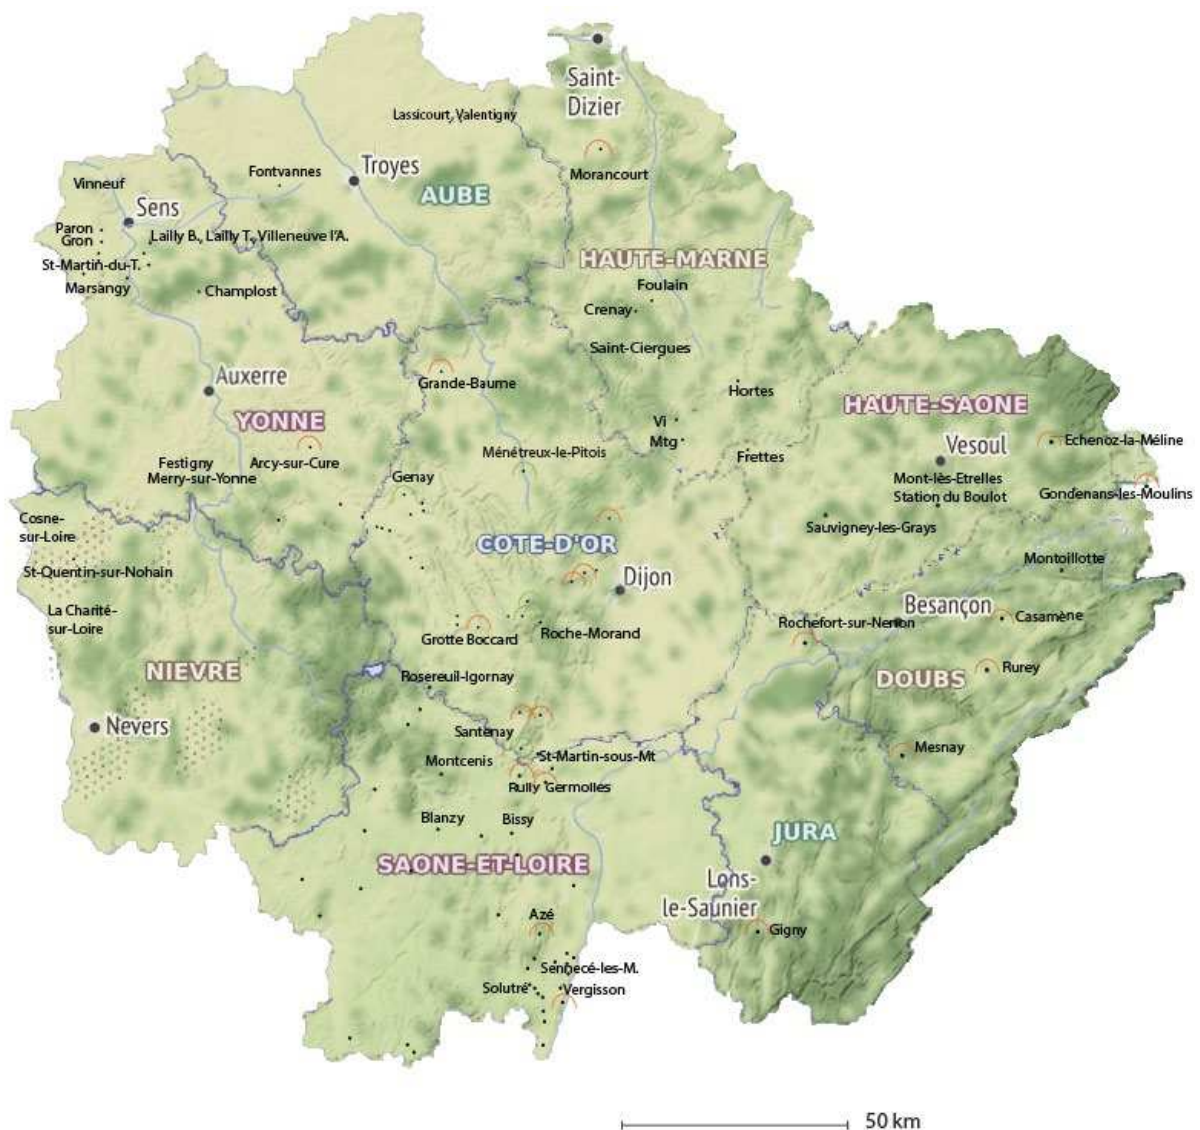 Saint-
Dizier
Lassicourt, Valentigny
Morancourt
Troyes
Fontvannes
Vinneuf
AUBE
Sens
Paron
Gron
Lailly B., Lailly T., Villeneuve l'A.
St-Martin-du-T.
Marsangy
Champlost
HAUTE-MARNE
Foulain
Crenay
Saint-Ciergues
Auxerre
Grande-Baume
Hortes
YONNE
HAUTE-SAONE
Vi
Mtg
Vesoul
Echenoz-la-Méline
Ménétreux-le-Pitois
Frettes
Festigny
Merry-sur-Yonne
Arcy-sur-Cure
Genay
Mont-lès-Etrelles
Station du Boulot
Gondenans-les-Moulins
Cosne-
sur-Loire
Sauvigney-les-Grays
COTE-D'OR
Montoillotte
St-Quentin-sur-Nohain
Dijon
La Charité-
sur-Loire
Besançon
Casamène
Rochefort-sur-Nenon
Grotte Boccard
Roche-Morand
NIEVRE
Rosereuil-Igornay
DOUBS
Rurey
Nevers
Santenay
Mesnay
St-Martin-sous-Mt
Montcenis
Rully Germolles
Blanzy
Bissy
JURA
SAONE-ET-LOIRE
Lons-
le-Saunier
Azé
Gigny
Sennecé-les-M.
Solutré
Vergisson
50 km